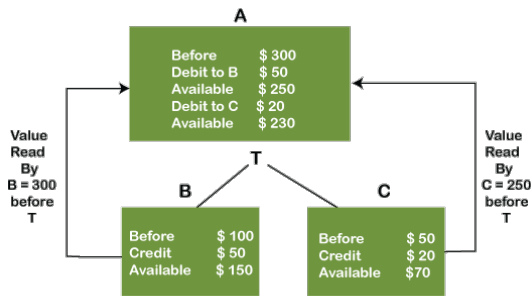 A
Before $ 300
Debit to B $ 50
Available $ 250
Debit to C $ 20
Available $ 230
Value
Read
By
B = 300
before
T
Value
Read
By
C = 250
before
T
T
B
C
Before $ 100
Credit $ 50
Available $ 150
Before $ 50
Credit $ 20
Available $70